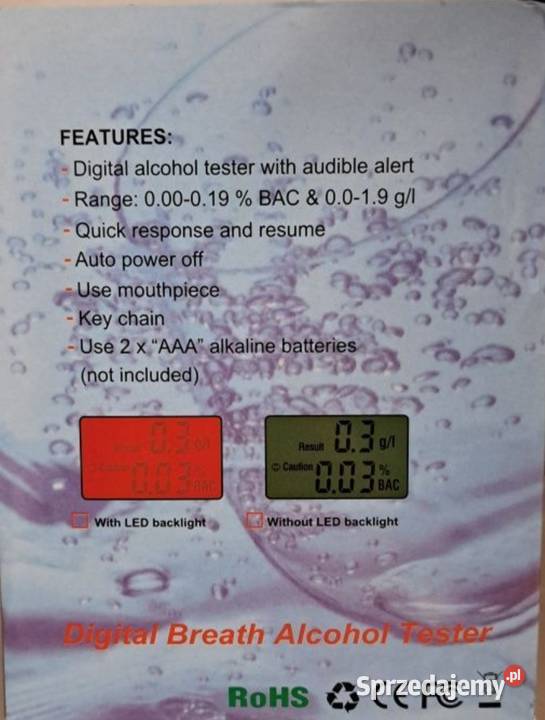 FEATURES:
- Digital alcohol tester with audible alert
- Range: 0.00-0.19 % BAC & 0.0-1.9 g/l
- Quick response and resume
- Auto power off
- Use mouthpiece
- Key chain
- Use 2 x “AAA” alkaline batteries
(not included)
0.3 g/l
Caution 0.03 % BAC
Result 0.3 g/l
Caution 0.03 % BAC
With LED backlight
Without LED backlight
Digital Breath Alcohol Tester
RoHS CE FC
Sprzedajemy.pl